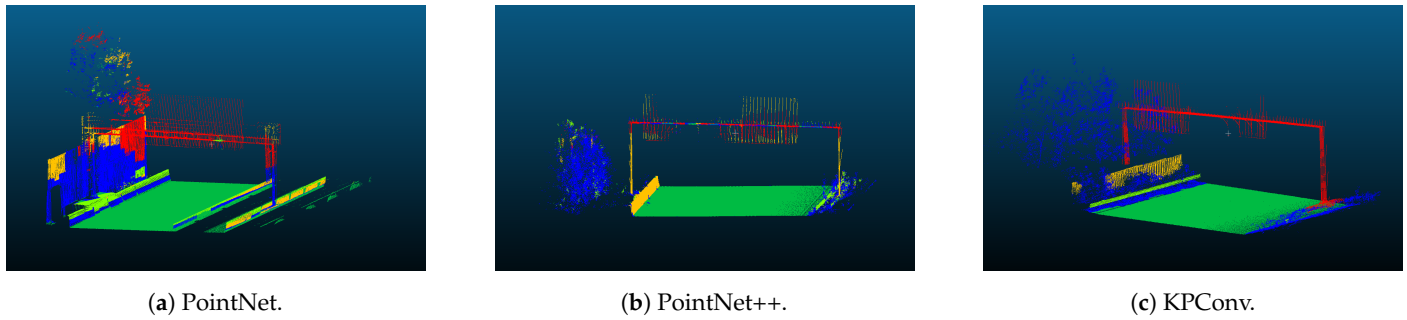 (a) PointNet.
(b) PointNet++.
(c) KPConv.